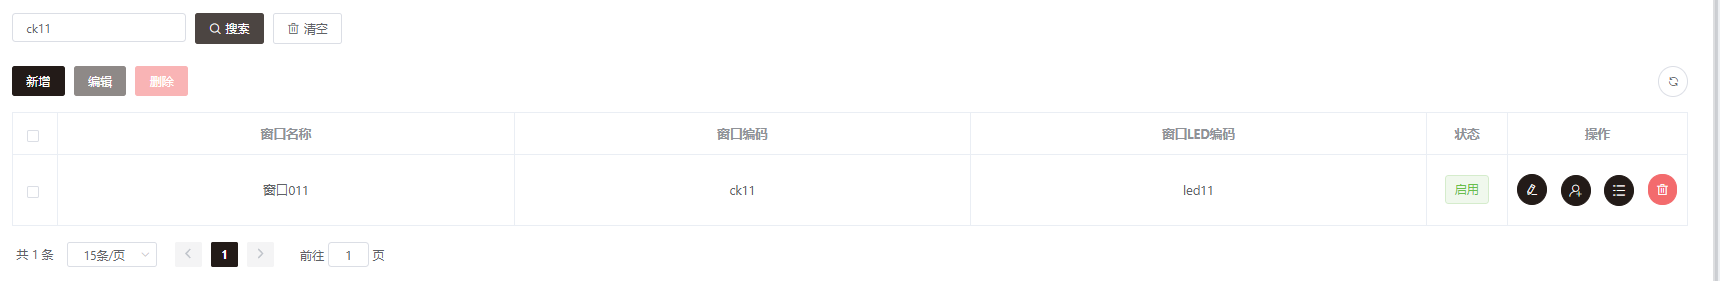 ck11 搜索 清空
新增 编辑 删除
窗口名称 窗口编码 窗口LED编码 状态 操作
窗口011 ck11 led11 启用
共 1 条 15条/页 1 前往 1 页